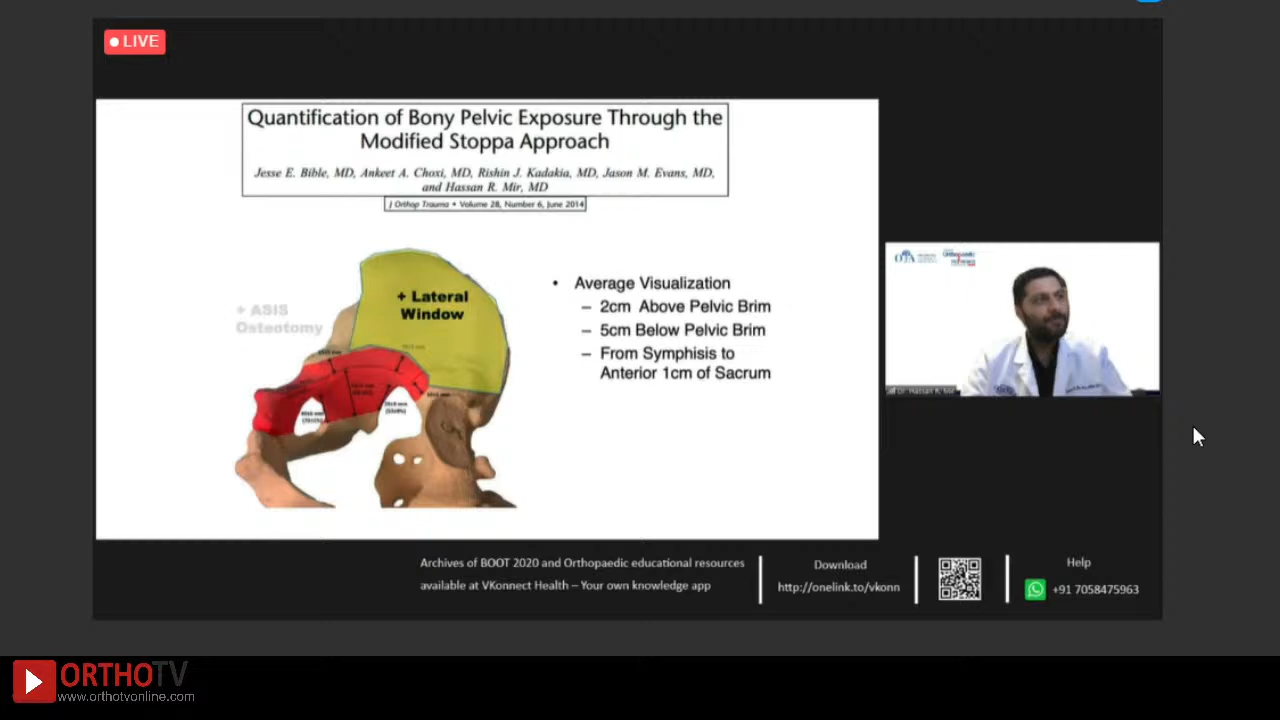 LIVE
Quantification of Bony Pelvic Exposure Through the
Modified Stoppa Approach
Jesse E. Bible, MD, Ankeet A. Choxi, MD, Rishin J. Kadakia, MD, Jason M. Evans, MD,
and Hassan R. Mir, MD
J Orthop Trauma • Volume 28, Number 6, June 2014
+ Lateral
Window
+ ASIS
Osteotomy
• Average Visualization
– 2cm Above Pelvic Brim
– 5cm Below Pelvic Brim
– From Symphisis to
Anterior 1cm of Sacrum
OTA
Dr. Hassan R. Mir
Archives of BOOT 2020 and Orthopaedic educational resources
available at VKonnect Health – Your own knowledge app
Download
http://onelink.to/vkonn
Help
+91 7058475963
ORTHOTV
www.orthotvonline.com